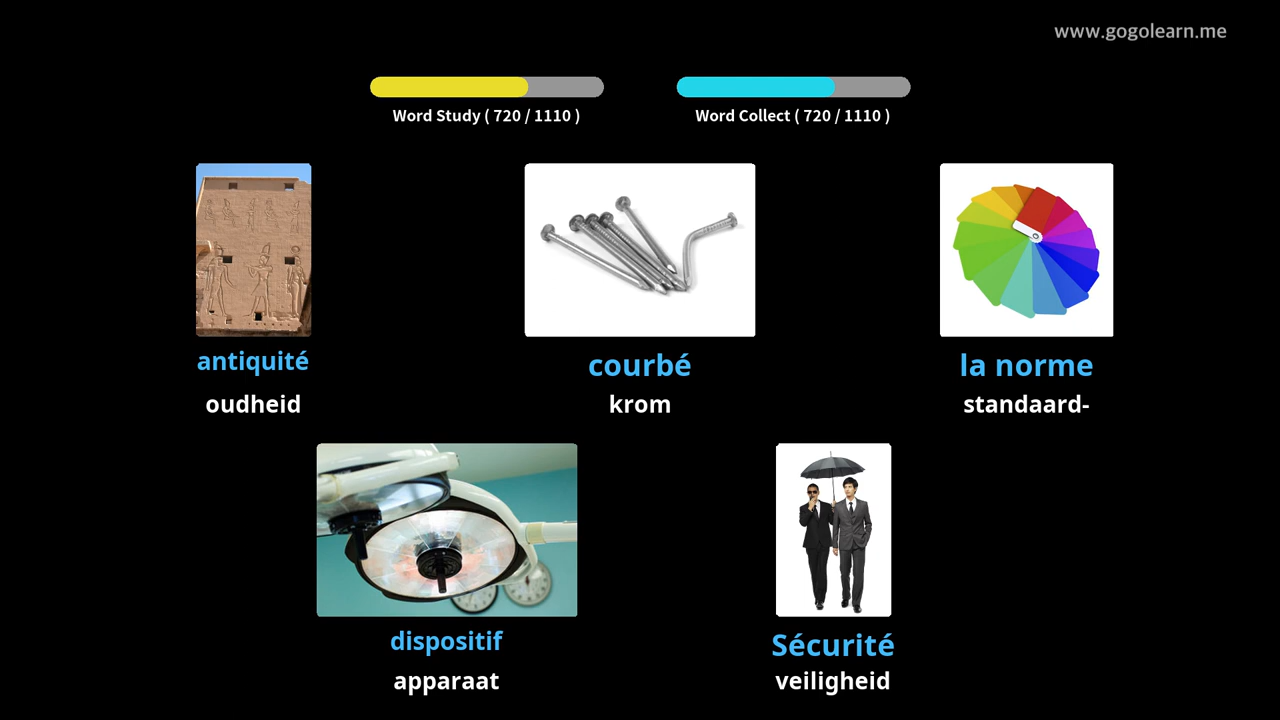 www.gogolearn.me
Word Study ( 720 / 1110 )
Word Collect ( 720 / 1110 )
antiquité
oudheid
courbé
krom
la norme
standaard-
dispositif
apparaat
Sécurité
veiligheid